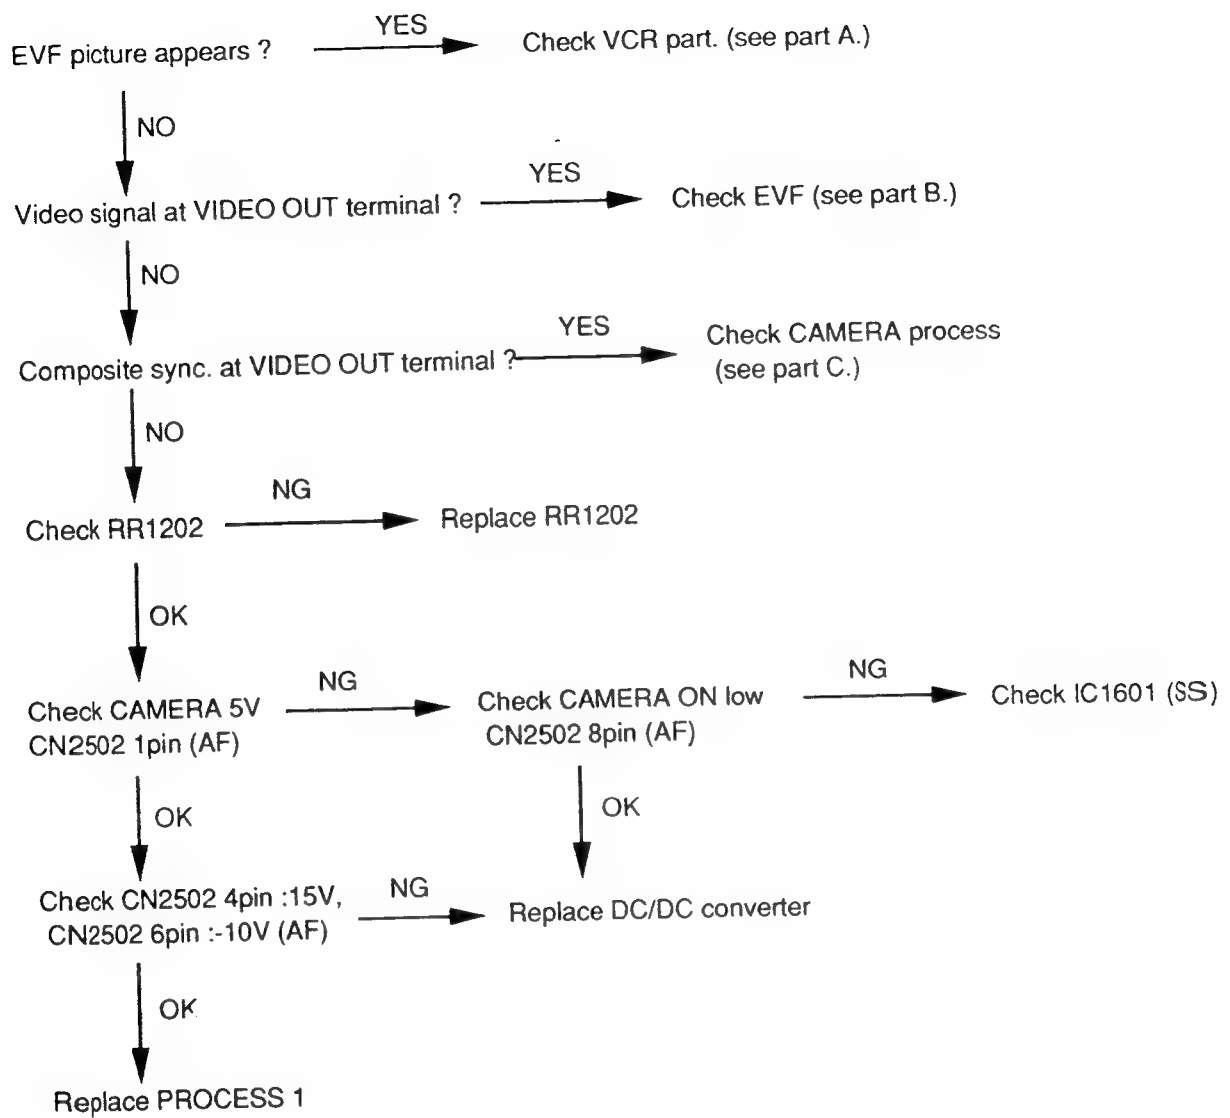 EVF picture appears ?
YES
Check VCR part. (see part A.)
NO
Video signal at VIDEO OUT terminal ?
YES
Check EVF (see part B.)
NO
Composite sync. at VIDEO OUT terminal ?
YES
Check CAMERA process
(see part C.)
NO
Check RR1202
NG
Replace RR1202
OK
Check CAMERA 5V
CN2502 1pin (AF)
NG
Check CAMERA ON low
CN2502 8pin (AF)
NG
Check IC1601 (SS)
OK
OK
Check CN2502 4pin :15V,
CN2502 6pin :-10V (AF)
NG
Replace DC/DC converter
OK
Replace PROCESS 1